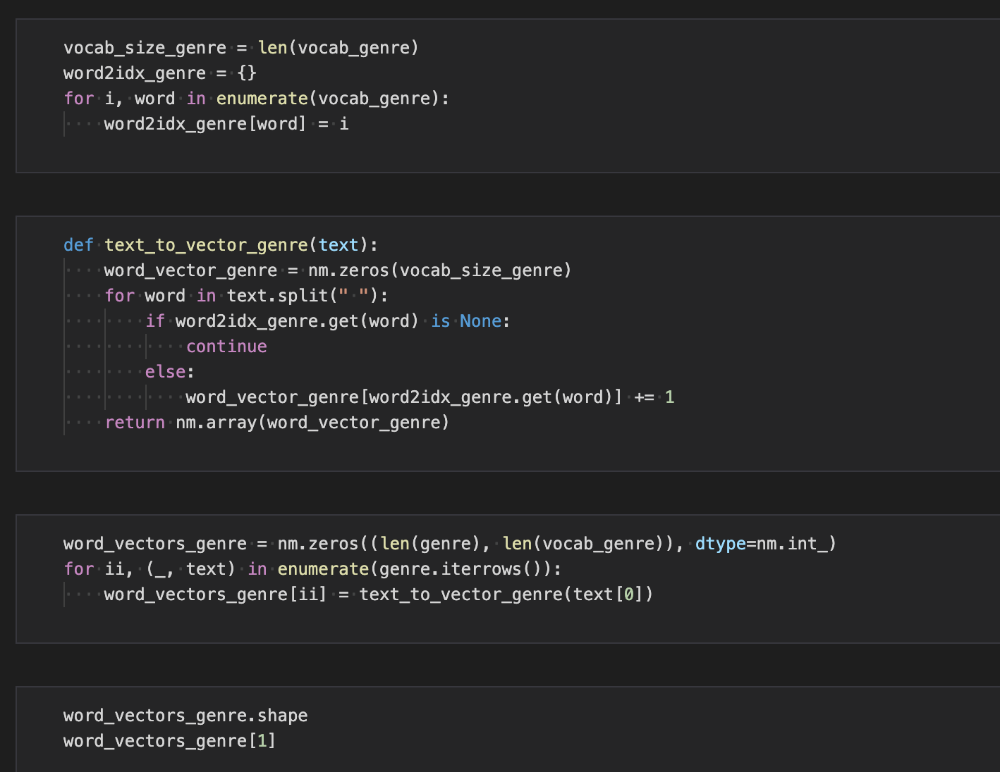 vocab_size_genre = len(vocab_genre)
word2idx_genre = {}
for i, word in enumerate(vocab_genre):
    word2idx_genre[word] = i
def text_to_vector_genre(text):
    word_vector_genre = nm.zeros(vocab_size_genre)
    for word in text.split(" "):
        if word2idx_genre.get(word) is None:
            continue
        else:
            word_vector_genre[word2idx_genre.get(word)] += 1
    return nm.array(word_vector_genre)
word_vectors_genre = nm.zeros((len(genre), len(vocab_genre)), dtype=nm.int_)
for ii, (_, text) in enumerate(genre.iterrows()):
    word_vectors_genre[ii] = text_to_vector_genre(text[0])
word_vectors_genre.shape
word_vectors_genre[1]